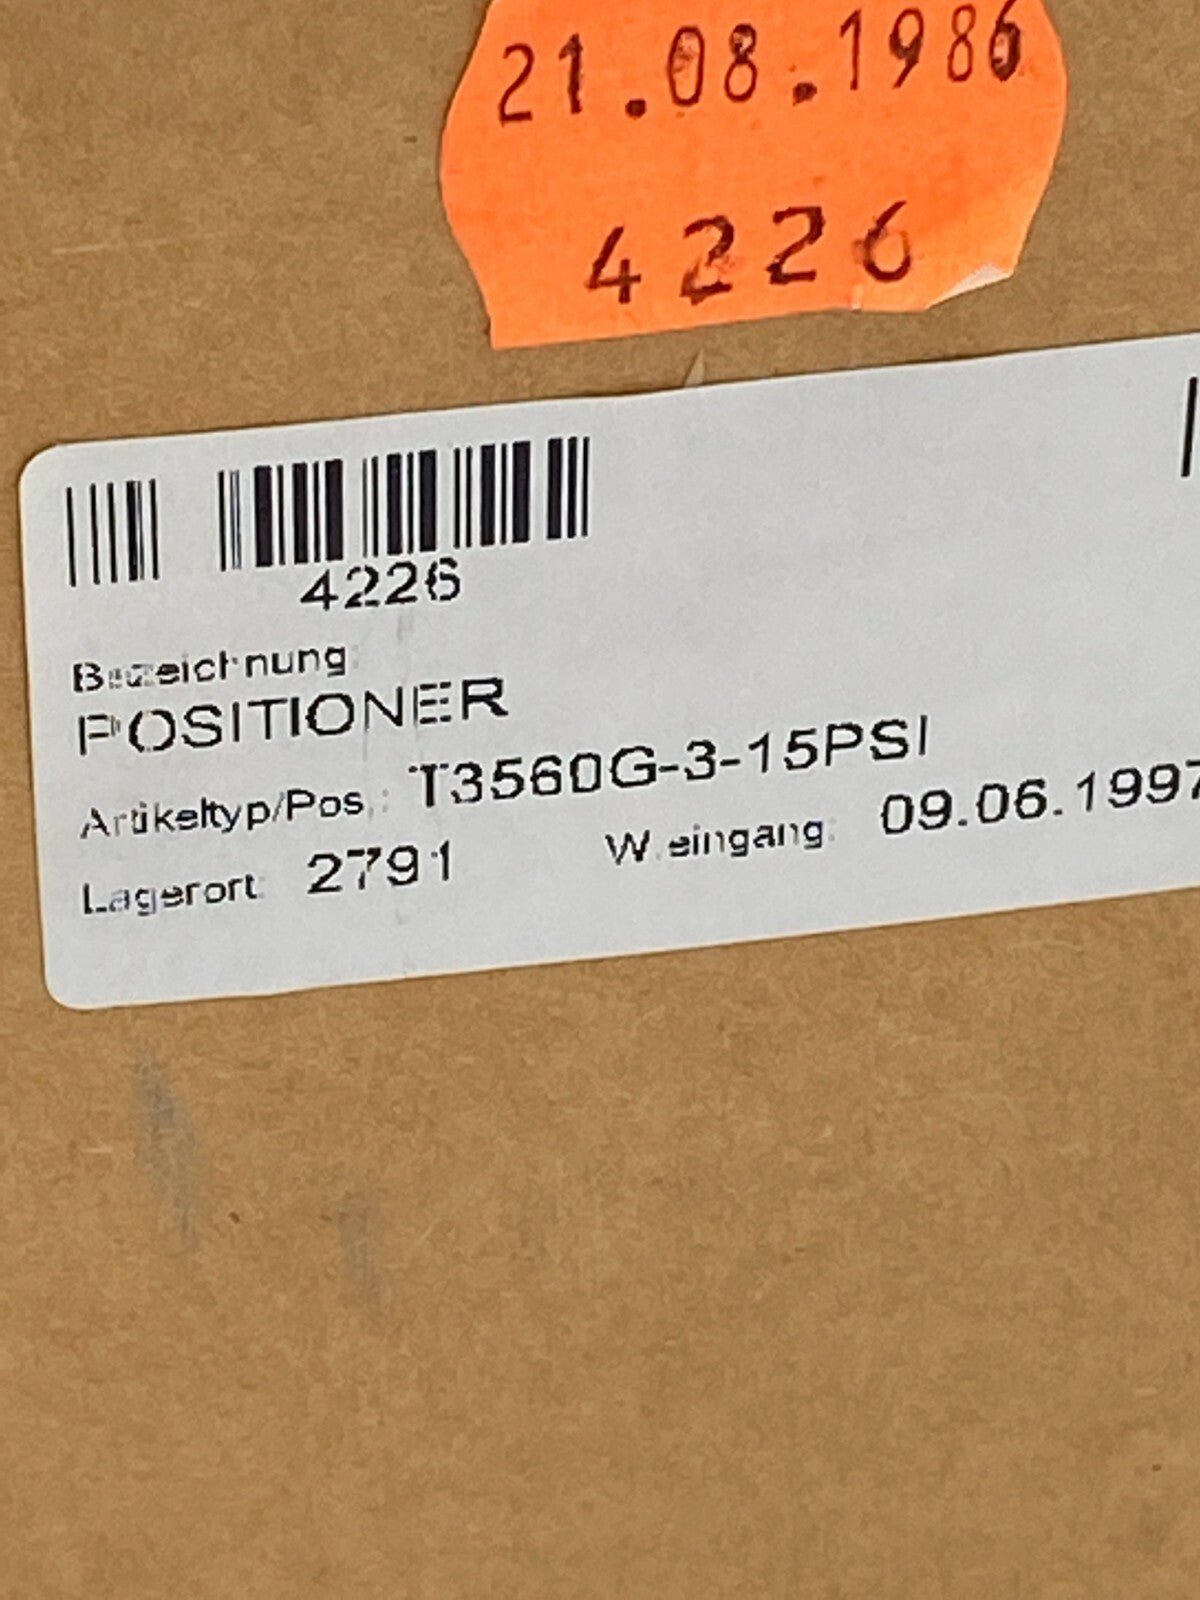 21.08.1986
4226
4226
Bezeichnung:
POSITIONER
Artikeltyp/Pos.: T3560G-3-15PSI
Lagerort: 2791 W.eingang: 09.06.1997